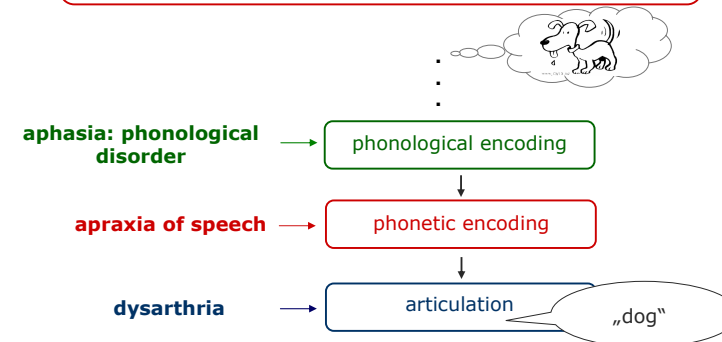 aphasia: phonological
disorder
phonological encoding
apraxia of speech
phonetic encoding
dysarthria
articulation
„dog“